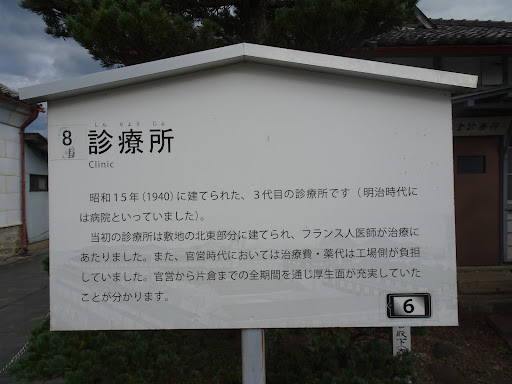 しんりょうじょ
8 診療所
Clinic
昭和15年（1940）に建てられた、3代目の診療所です（明治時代に
は病院といっていました）。
当初の診療所は敷地の北東部分に建てられ、フランス人医師が治療に
あたりました。また、官営時代においては治療費・薬代は工場側が負担
していました。官営から片倉までの全期間を通じ厚生面が充実していた
ことが分かります。
6